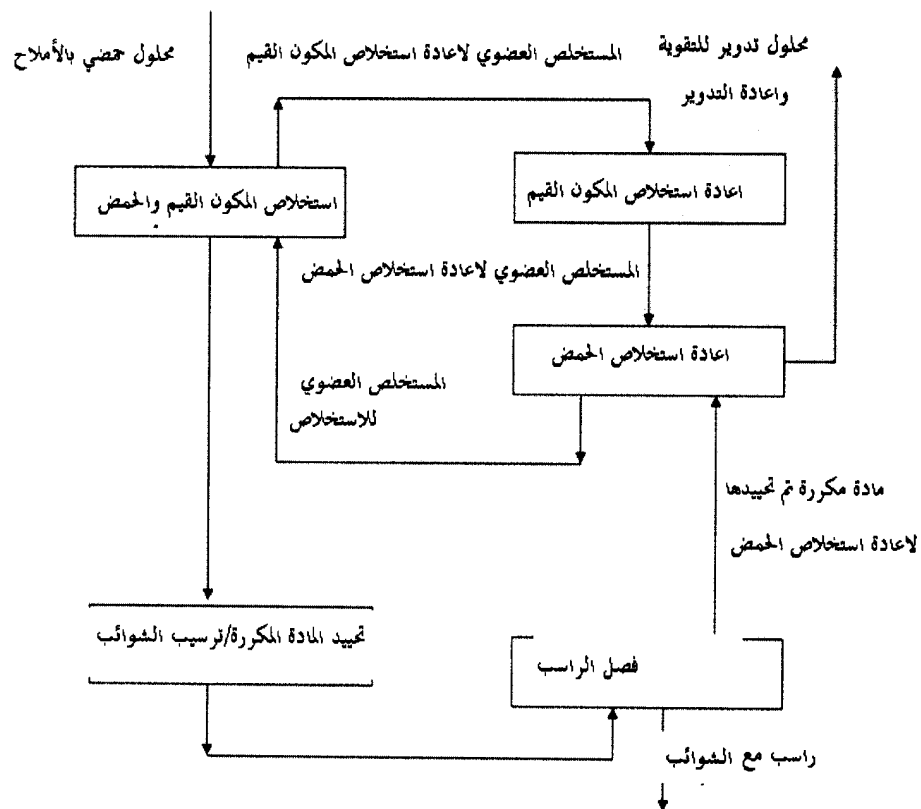 محلول حمضي بالأملاح
المستخلص العضوي لاعادة استخلاص المكون القيم
محلول تدوير للتقوية
واعادة التدوير
استخلاص المكون القيم والحمض
اعادة استخلاص المكون القيم
المستخلص العضوي لاعادة استخلاص الحمض
اعادة استخلاص الحمض
المستخلص العضوي
للاستخلاص
مادة مكررة تم تحييدها
لاعادة استخلاص الحمض
تحييد المادة المكررة/ترسيب الشوائب
فصل الراسب
راسب مع الشوائب